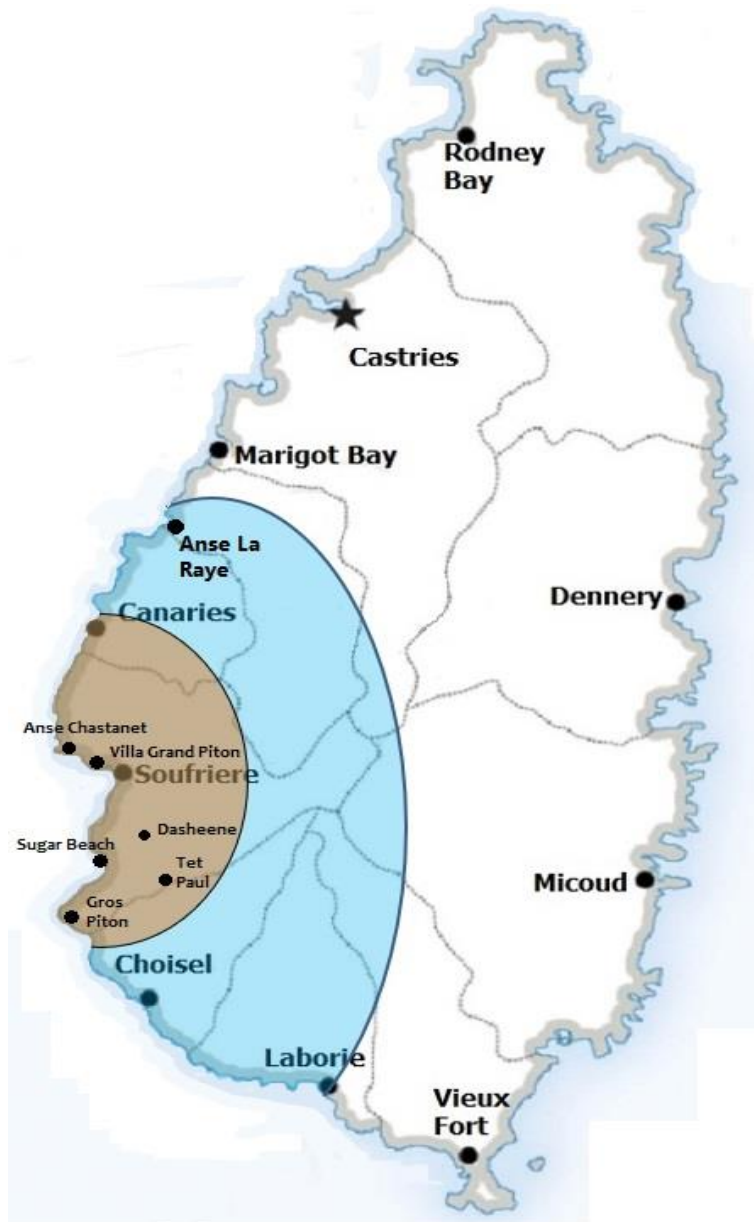 Rodney
Bay
Castries
Marigot Bay
Anse La
Raye
Dennery
Canaries
Anse Chastanet
Villa Grand Piton
Soufriere
Dasheene
Sugar Beach
Tet
Paul
Micoud
Gros
Piton
Choisel
Laborie
Vieux
Fort